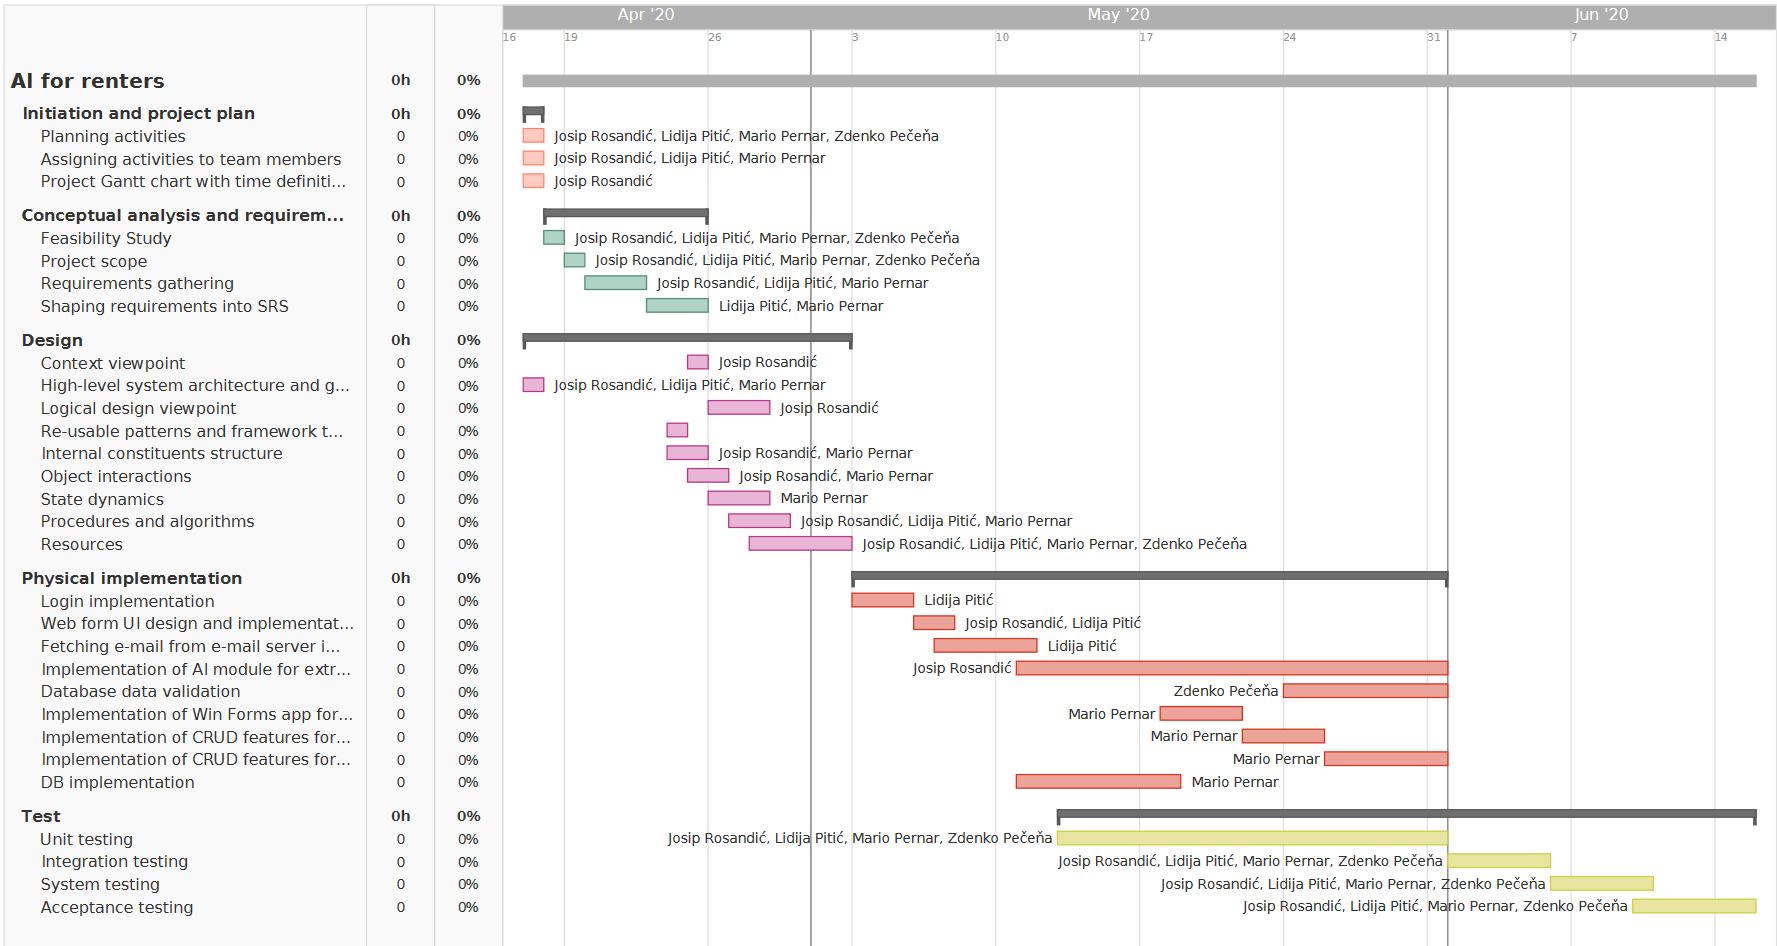 Apr '20 May '20 Jun '20
16 19 26 3 10 17 24 31 7 14
AI for renters 0h 0%
Initiation and project plan 0h 0%
Planning activities 0 0% Josip Rosandić, Lidija Pitić, Mario Pernar, Zdenko Pečeňa
Assigning activities to team members 0 0% Josip Rosandić, Lidija Pitić, Mario Pernar
Project Gantt chart with time definiti... 0 0% Josip Rosandić
Conceptual analysis and requirem... 0h 0%
Feasibility Study 0 0% Josip Rosandić, Lidija Pitić, Mario Pernar, Zdenko Pečeňa
Project scope 0 0% Josip Rosandić, Lidija Pitić, Mario Pernar, Zdenko Pečeňa
Requirements gathering 0 0% Josip Rosandić, Lidija Pitić, Mario Pernar
Shaping requirements into SRS 0 0% Lidija Pitić, Mario Pernar
Design 0h 0%
Context viewpoint 0 0% Josip Rosandić
High-level system architecture and g... 0 0% Josip Rosandić, Lidija Pitić, Mario Pernar
Logical design viewpoint 0 0% Josip Rosandić
Re-usable patterns and framework t... 0 0%
Internal constituents structure 0 0% Josip Rosandić, Mario Pernar
Object interactions 0 0% Josip Rosandić, Mario Pernar
State dynamics 0 0% Mario Pernar
Procedures and algorithms 0 0% Josip Rosandić, Lidija Pitić, Mario Pernar
Resources 0 0% Josip Rosandić, Lidija Pitić, Mario Pernar, Zdenko Pečeňa
Physical implementation 0h 0%
Login implementation 0 0% Lidija Pitić
Web form UI design and implementat... 0 0% Josip Rosandić, Lidija Pitić
Fetching e-mail from e-mail server i... 0 0% Lidija Pitić
Implementation of AI module for extr... 0 0% Josip Rosandić
Database data validation 0 0% Zdenko Pečeňa
Implementation of Win Forms app for... 0 0% Mario Pernar
Implementation of CRUD features for... 0 0% Mario Pernar
Implementation of CRUD features for... 0 0% Mario Pernar
DB implementation 0 0% Mario Pernar
Test 0h 0%
Unit testing 0 0% Josip Rosandić, Lidija Pitić, Mario Pernar, Zdenko Pečeňa
Integration testing 0 0% Josip Rosandić, Lidija Pitić, Mario Pernar, Zdenko Pečeňa
System testing 0 0% Josip Rosandić, Lidija Pitić, Mario Pernar, Zdenko Pečeňa
Acceptance testing 0 0% Josip Rosandić, Lidija Pitić, Mario Pernar, Zdenko Pečeňa